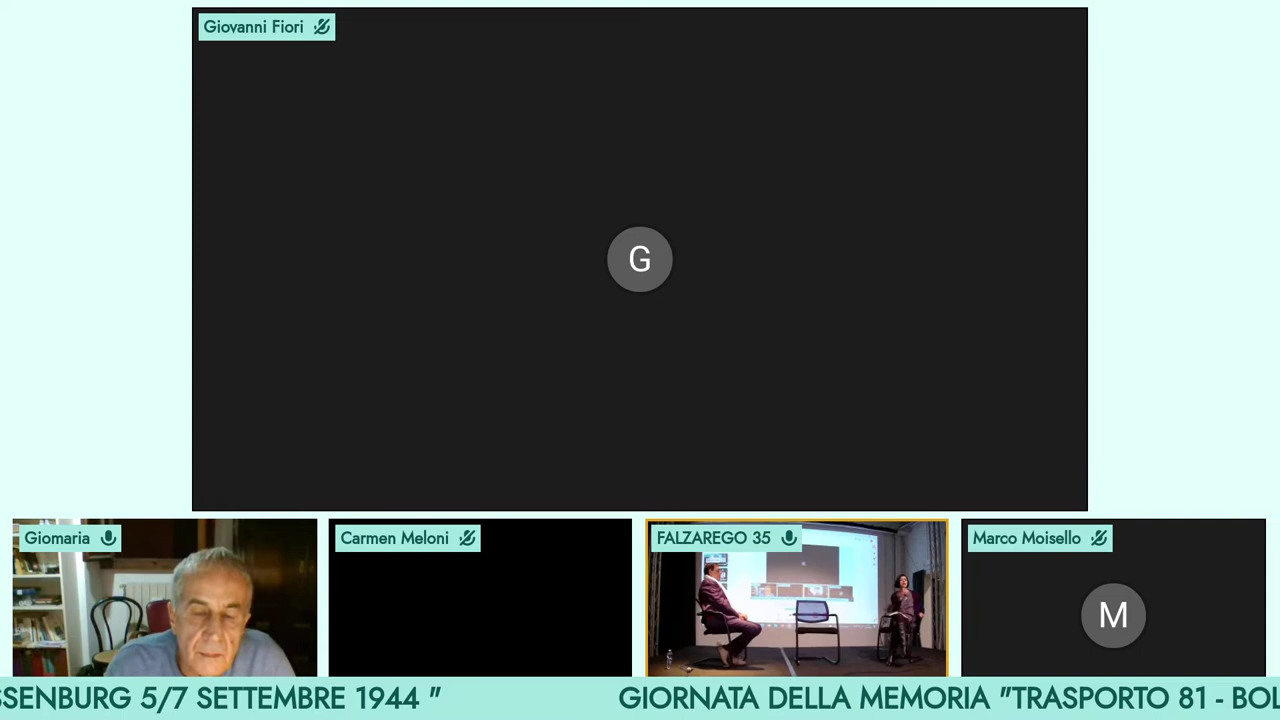 Giovanni Fiori
G
Giomaria
Carmen Meloni
FALZAREGO 35
Marco Moisello
M
SSENBURG 5/7 SETTEMBRE 1944 " GIORNATA DELLA MEMORIA "TRASPORTO 81 - BOL